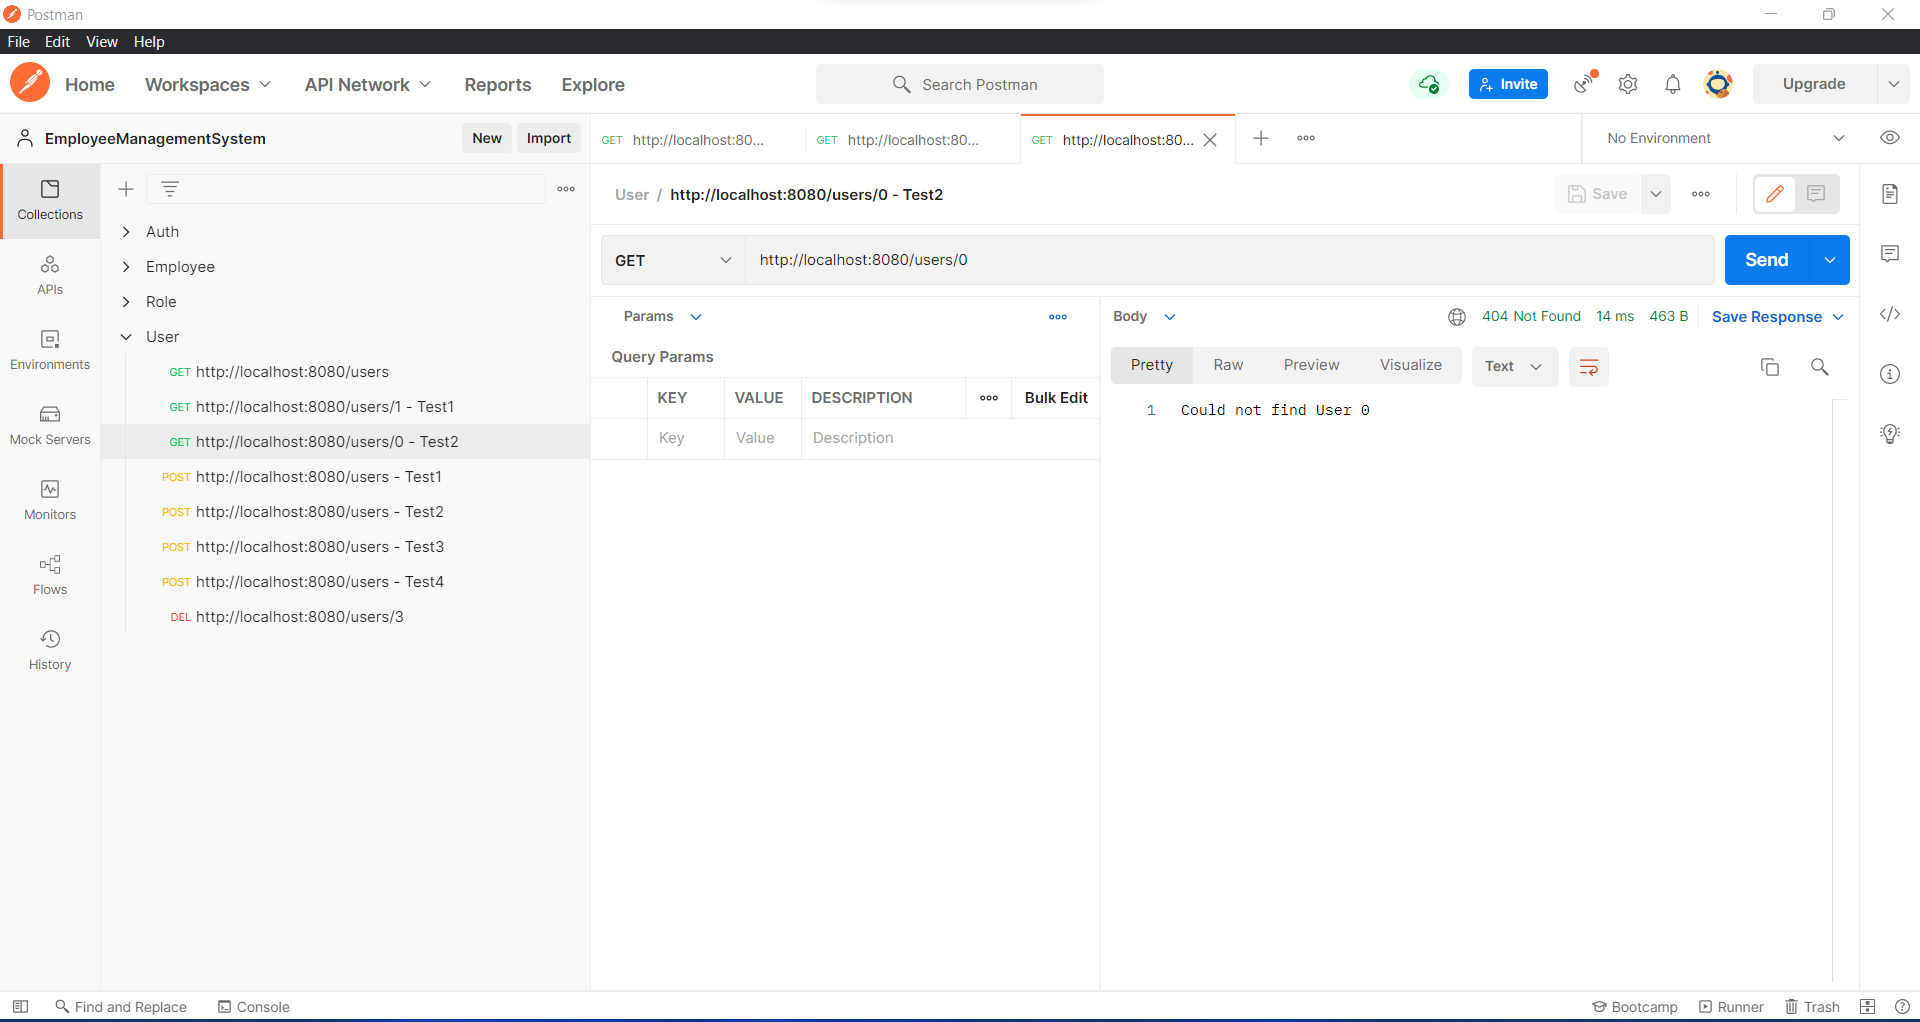 Postman
File Edit View Help
Home Workspaces API Network Reports Explore Search Postman Invite Upgrade
EmployeeManagementSystem New Import
GET http://localhost:80... GET http://localhost:80... GET http://localhost:80... No Environment
Collections
APIs
Environments
Mock Servers
Monitors
Flows
History
Auth
Employee
Role
User
GET http://localhost:8080/users
GET http://localhost:8080/users/1 - Test1
GET http://localhost:8080/users/0 - Test2
POST http://localhost:8080/users - Test1
POST http://localhost:8080/users - Test2
POST http://localhost:8080/users - Test3
POST http://localhost:8080/users - Test4
DEL http://localhost:8080/users/3
User / http://localhost:8080/users/0 - Test2 Save
GET http://localhost:8080/users/0 Send
Params
Query Params
KEY VALUE DESCRIPTION Bulk Edit
Key Value Description
Body 404 Not Found 14 ms 463 B Save Response
Pretty Raw Preview Visualize Text
1 Could not find User 0
Find and Replace Console Bootcamp Runner Trash